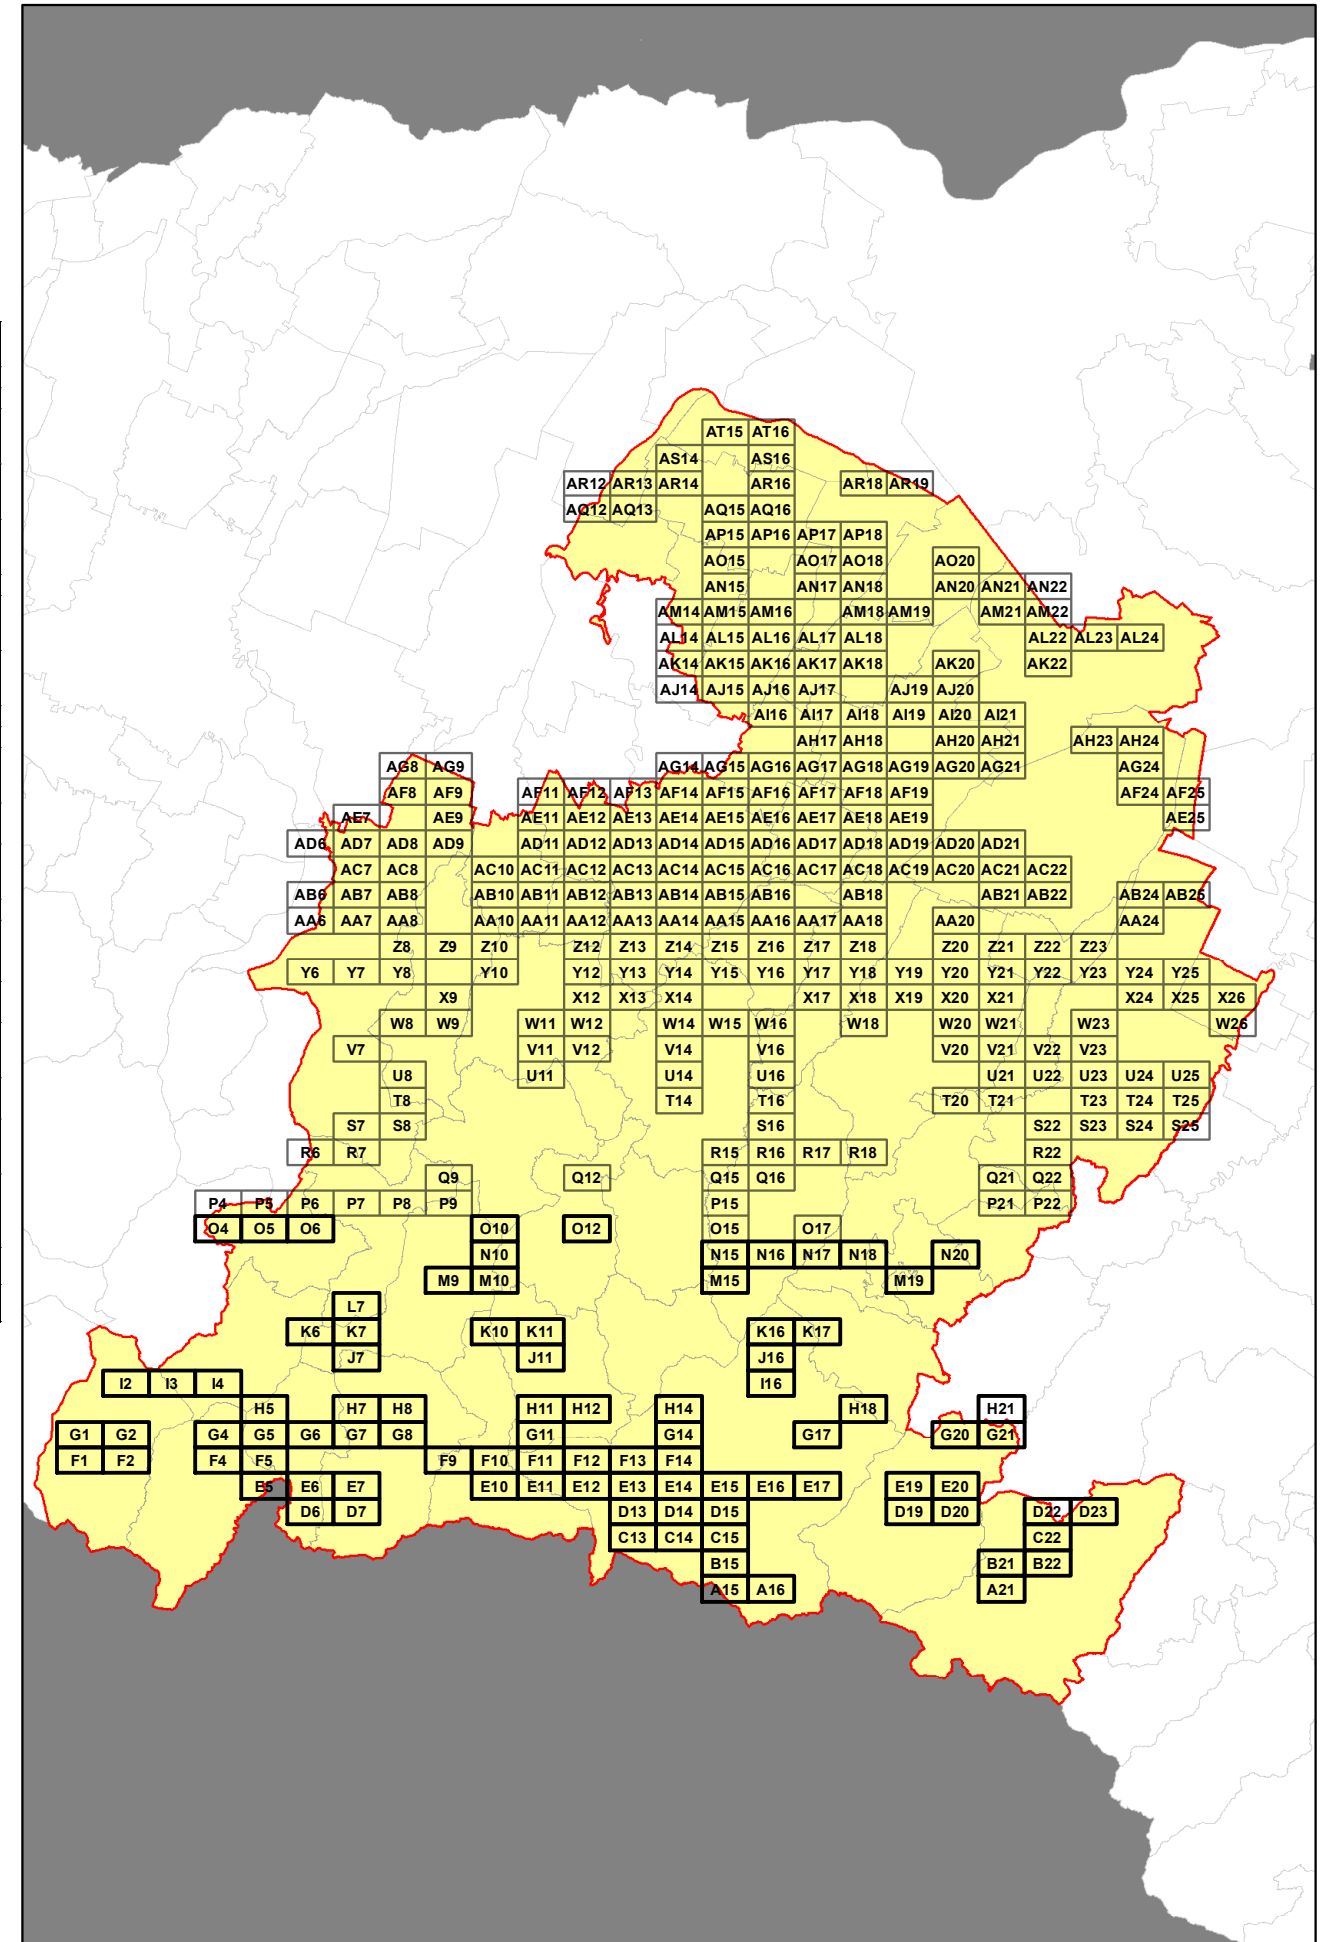 AT15 AT16
AS14 AS16
AR12 AR13 AR14 AR16 AR18 AR19
AQ12 AQ13 AQ15 AQ16
AP15 AP16 AP17 AP18
AO15 AO17 AO18 AO20
AN15 AN17 AN18 AN20 AN21 AN22
AM14 AM15 AM16 AM18 AM19 AM21 AM22
AL14 AL15 AL16 AL17 AL18 AL22 AL23 AL24
AK14 AK15 AK16 AK17 AK18 AK20 AK22
AJ14 AJ15 AJ16 AJ17 AJ19 AJ20
AI16 AI17 AI18 AI19 AI20 AI21
AH17 AH18 AH20 AH21 AH23 AH24
AG8 AG9 AG14 AG15 AG16 AG17 AG18 AG19 AG20 AG21 AG24
AF8 AF9 AF11 AF12 AF13 AF14 AF15 AF16 AF17 AF18 AF19 AF24 AF25
AE7 AE9 AE11 AE12 AE13 AE14 AE15 AE16 AE17 AE18 AE19 AE25
AD6 AD7 AD8 AD9 AD11 AD12 AD13 AD14 AD15 AD16 AD17 AD18 AD19 AD20 AD21
AC7 AC8 AC10 AC11 AC12 AC13 AC14 AC15 AC16 AC17 AC18 AC19 AC20 AC21 AC22
AB6 AB7 AB8 AB10 AB11 AB12 AB13 AB14 AB15 AB16 AB18 AB21 AB22 AB24 AB25
AA6 AA7 AA8 AA10 AA11 AA12 AA13 AA14 AA15 AA16 AA17 AA18 AA20 AA24
Z8 Z9 Z10 Z12 Z13 Z14 Z15 Z16 Z17 Z18 Z20 Z21 Z22 Z23
Y6 Y7 Y8 Y10 Y12 Y13 Y14 Y15 Y16 Y17 Y18 Y19 Y20 Y21 Y22 Y23 Y24 Y25
X9 X12 X13 X14 X17 X18 X19 X20 X21 X24 X25 X26
W8 W9 W11 W12 W14 W15 W16 W18 W20 W21 W23 W26
V7 V11 V12 V14 V16 V20 V21 V22 V23
U8 U11 U14 U16 U21 U22 U23 U24 U25
T8 T14 T16 T20 T21 T23 T24 T25
S7 S8 S16 S22 S23 S24 S25
R6 R7 R15 R16 R17 R18 R22
Q9 Q12 Q15 Q16 Q21 Q22
P4 P5 P6 P7 P8 P9 P15 P21 P22
O4 O5 O6 O10 O12 O15 O17
N10 N15 N16 N17 N18 N20
M9 M10 M15 M19
L7
K6 K7 K10 K11 K16 K17
J7 J11 J16
I2 I3 I4 I16
H5 H7 H8 H11 H12 H14 H18 H21
G1 G2 G4 G5 G6 G7 G8 G11 G14 G17 G20 G21
F1 F2 F4 F5 F9 F10 F11 F12 F13 F14
E5 E6 E7 E10 E11 E12 E13 E14 E15 E16 E17 E19 E20
D6 D7 D13 D14 D15 D19 D20 D22 D23
C13 C14 C15 C22
B15 B21 B22
A15 A16 A21